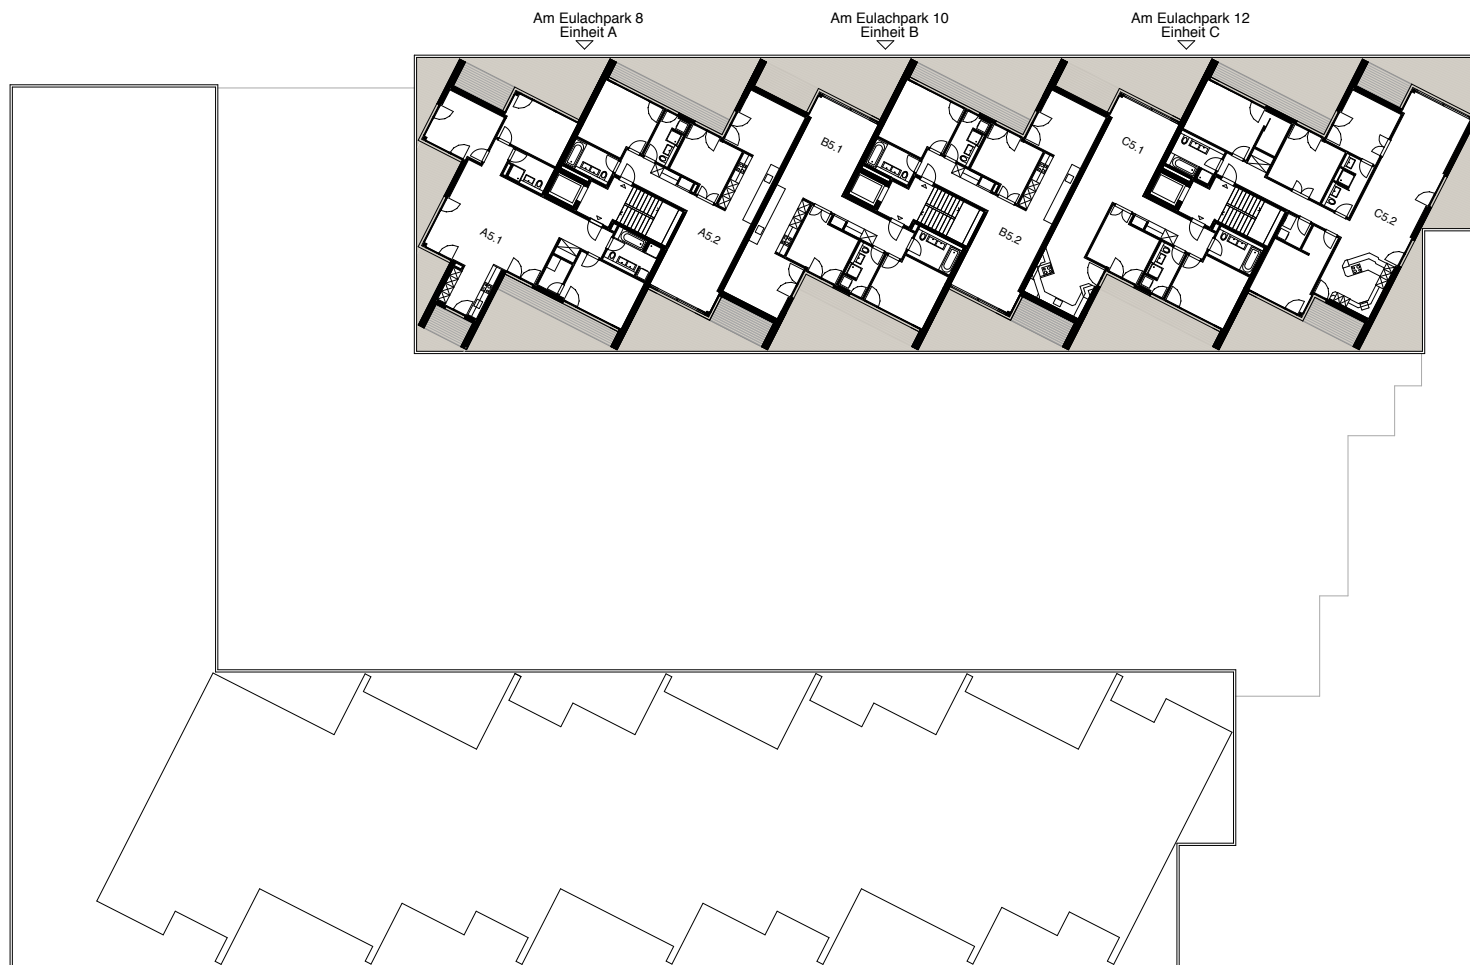 Am Eulachpark 8
Einheit A
Am Eulachpark 10
Einheit B
Am Eulachpark 12
Einheit C
A5.1
A5.2
B5.1
B5.2
C5.1
C5.2